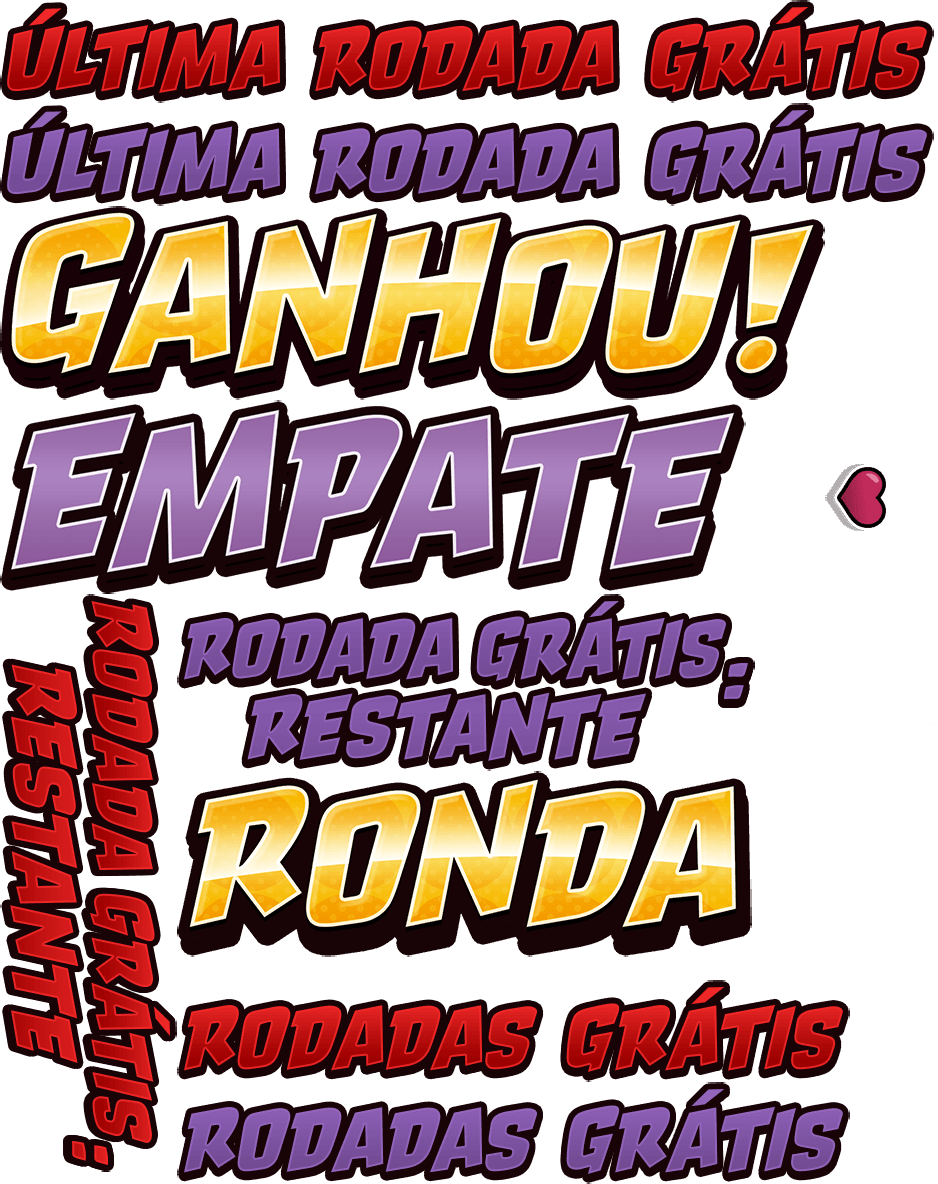 ÚLTIMA RODADA GRÁTIS
ÚLTIMA RODADA GRÁTIS
GANHOU!
EMPATE
RODADA GRÁTIS:
RESTANTE
RODADA GRÁTIS:
RESTANTE
RONDA
RODADAS GRÁTIS
RODADAS GRÁTIS